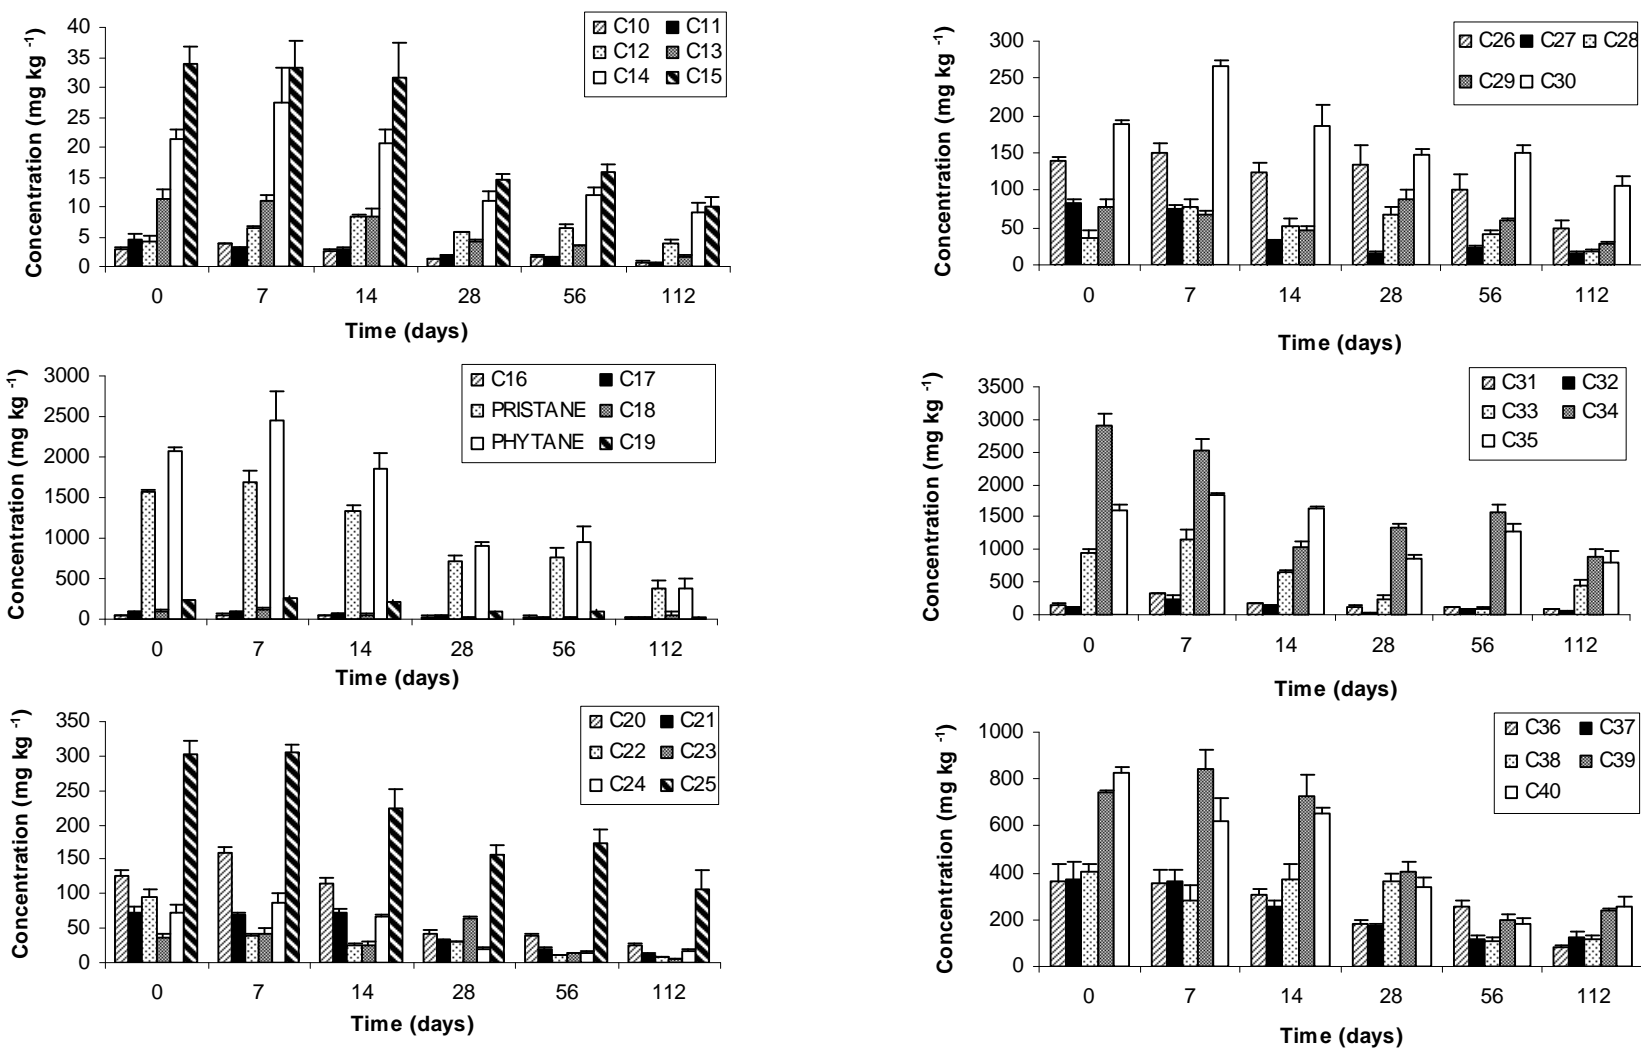 C10 C11
C12 C13
C14 C15
Concentration (mg kg -1)
40
35
30
25
20
15
10
5
0
0 7 14 28 56 112
Time (days)
C26 C27 C28
C29 C30
Concentration (mg kg -1)
300
250
200
150
100
50
0
0 7 14 28 56 112
Time (days)
C16 C17
PRISTANE C18
PHYTANE C19
Concentration (mg kg -1)
3000
2500
2000
1500
1000
500
0
0 7 14 28 56 112
Time (days)
C31 C32
C33 C34
C35
Concentration (mg kg -1)
3500
3000
2500
2000
1500
1000
500
0
0 7 14 28 56 112
Time (days)
C20 C21
C22 C23
C24 C25
Concentration (mg kg -1)
350
300
250
200
150
100
50
0
0 7 14 28 56 112
Time (days)
C36 C37
C38 C39
C40
Concentration (mg kg -1)
1000
800
600
400
200
0
0 7 14 28 56 112
Time (days)